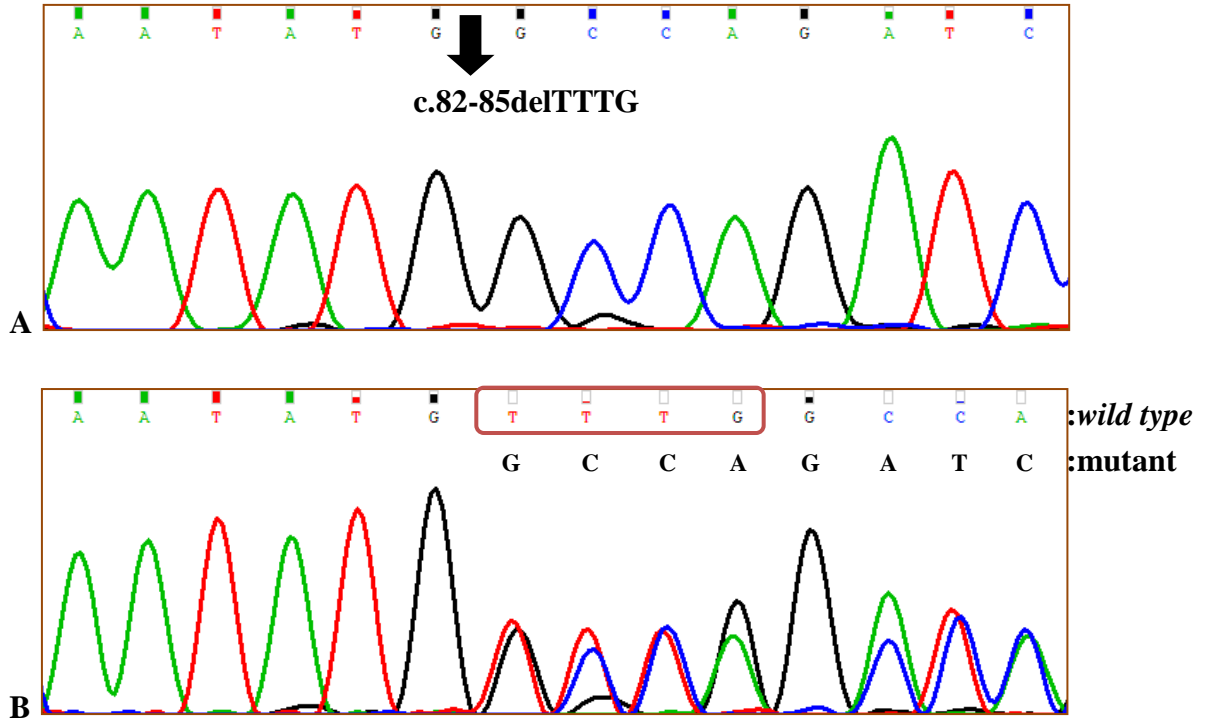 A A T A T G G C C A G A T C
c.82-85delTTTG
A
A A T A T G T T T G G C C A :wild type
G C C A G A T C :mutant
B